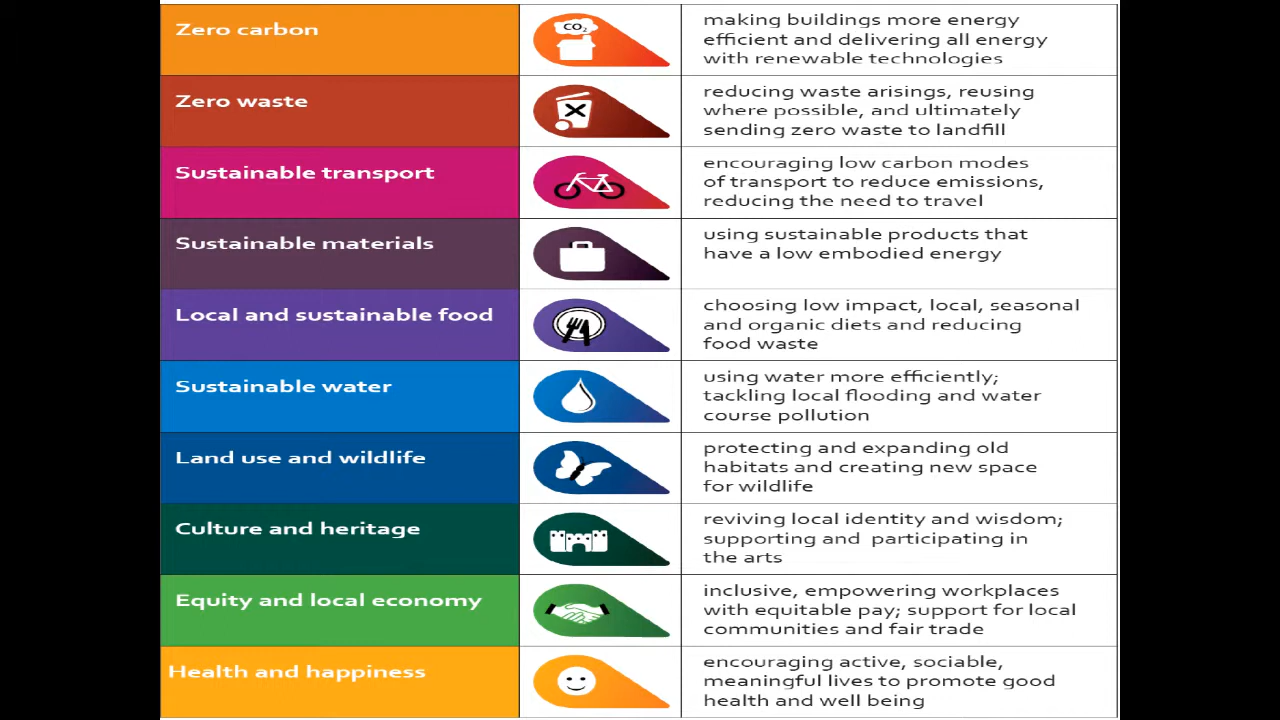 Zero carbon
CO₂
making buildings more energy
efficient and delivering all energy
with renewable technologies
Zero waste
reducing waste arisings, reusing
where possible, and ultimately
sending zero waste to landfill
Sustainable transport
encouraging low carbon modes
of transport to reduce emissions,
reducing the need to travel
Sustainable materials
using sustainable products that
have a low embodied energy
Local and sustainable food
choosing low impact, local, seasonal
and organic diets and reducing
food waste
Sustainable water
using water more efficiently;
tackling local flooding and water
course pollution
Land use and wildlife
protecting and expanding old
habitats and creating new space
for wildlife
Culture and heritage
reviving local identity and wisdom;
supporting and  participating in
the arts
Equity and local economy
inclusive, empowering workplaces
with equitable pay; support for local
communities and fair trade
Health and happiness
encouraging active, sociable,
meaningful lives to promote good
health and well being